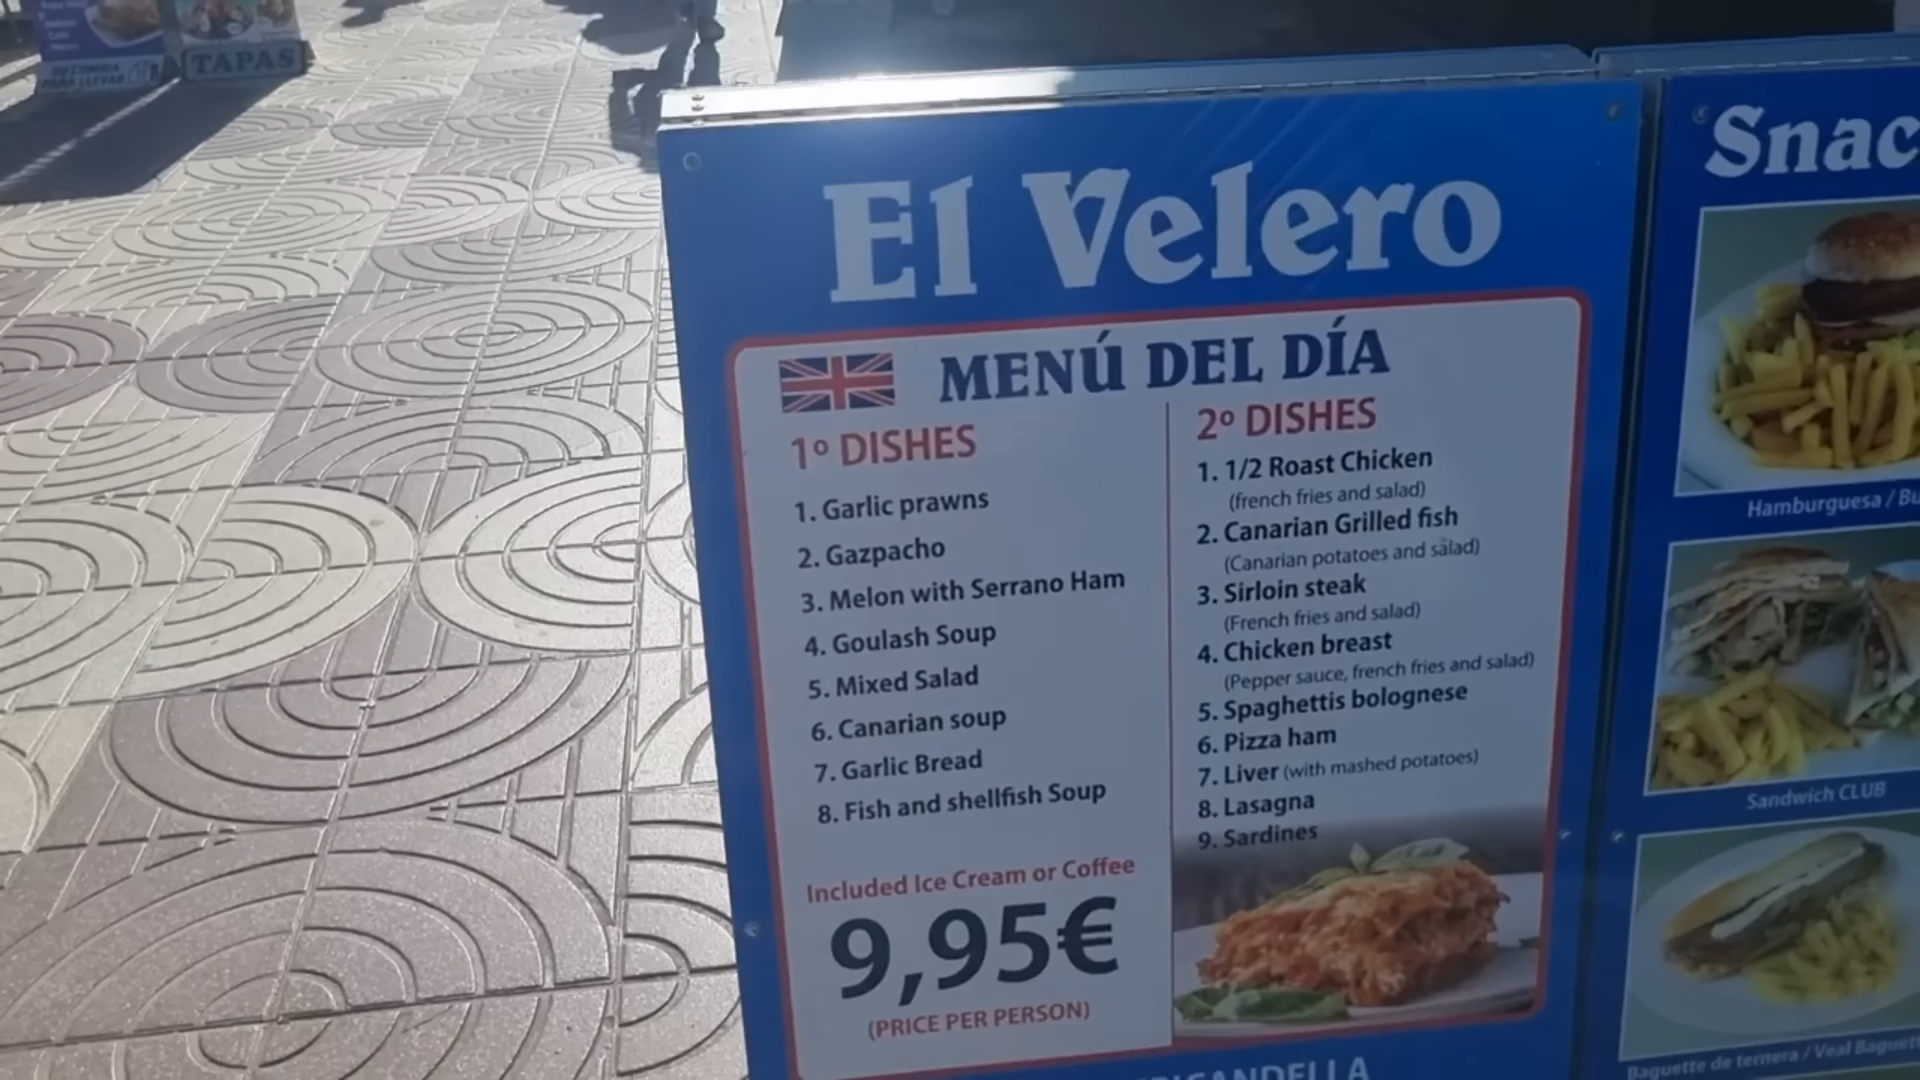 TAPAS
PARA LLEVAR
El Velero
MENÚ DEL DÍA
1º DISHES
1. Garlic prawns
2. Gazpacho
3. Melon with Serrano Ham
4. Goulash Soup
5. Mixed Salad
6. Canarian soup
7. Garlic Bread
8. Fish and shellfish Soup
Included Ice Cream or Coffee
9,95€
(PRICE PER PERSON)
2º DISHES
1. 1/2 Roast Chicken
(french fries and salad)
2. Canarian Grilled fish
(Canarian potatoes and salad)
3. Sirloin steak
(French fries and salad)
4. Chicken breast
(Pepper sauce, french fries and salad)
5. Spaghettis bolognese
6. Pizza ham
7. Liver (with mashed potatoes)
8. Lasagna
9. Sardines
Snac
Hamburguesa / Bu
Sandwich CLUB
Baguette de ternera / Veal Baguett